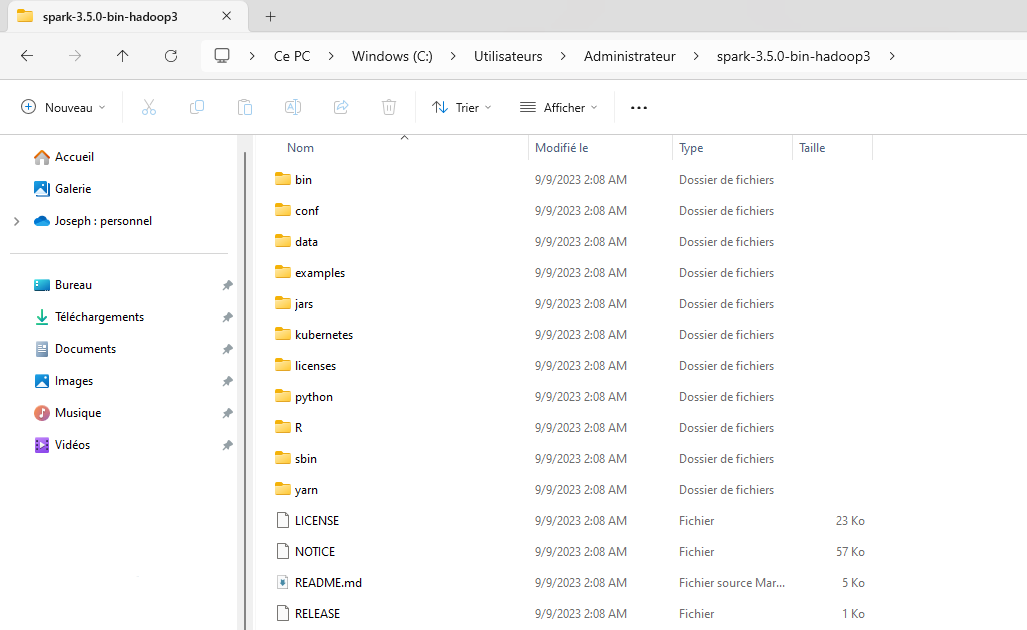 spark-3.5.0-bin-hadoop3
Ce PC Windows (C:) Utilisateurs Administrateur spark-3.5.0-bin-hadoop3
Nouveau Trier Afficher
Accueil
Galerie
Joseph : personnel
Bureau
Téléchargements
Documents
Images
Musique
Vidéos
Nom Modifié le Type Taille
bin 9/9/2023 2:08 AM Dossier de fichiers
conf 9/9/2023 2:08 AM Dossier de fichiers
data 9/9/2023 2:08 AM Dossier de fichiers
examples 9/9/2023 2:08 AM Dossier de fichiers
jars 9/9/2023 2:08 AM Dossier de fichiers
kubernetes 9/9/2023 2:08 AM Dossier de fichiers
licenses 9/9/2023 2:08 AM Dossier de fichiers
python 9/9/2023 2:08 AM Dossier de fichiers
R 9/9/2023 2:08 AM Dossier de fichiers
sbin 9/9/2023 2:08 AM Dossier de fichiers
yarn 9/9/2023 2:08 AM Dossier de fichiers
LICENSE 9/9/2023 2:08 AM Fichier 23 Ko
NOTICE 9/9/2023 2:08 AM Fichier 57 Ko
README.md 9/9/2023 2:08 AM Fichier source Mar... 5 Ko
RELEASE 9/9/2023 2:08 AM Fichier 1 Ko